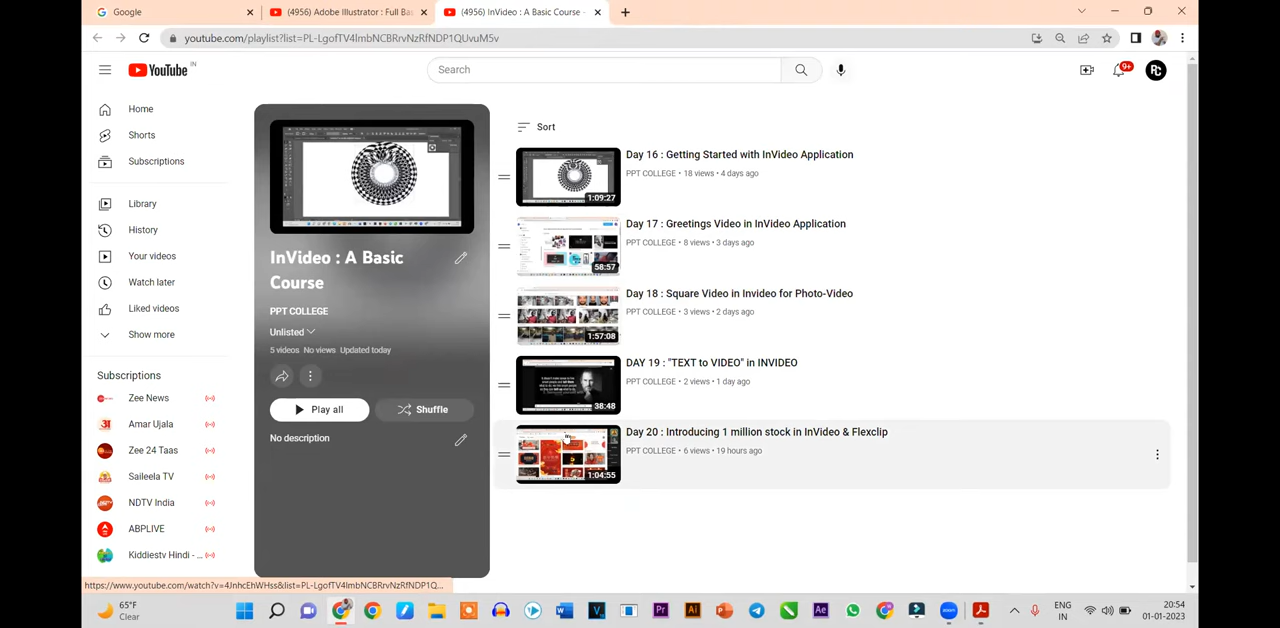 Google
(4956) Adobe Illustrator : Full Bas
(4956) InVideo : A Basic Course -
youtube.com/playlist?list=PL-LgofTV4lmbNCBRrvNzRfNDP1QUvuM5v
YouTube IN
Search
9+
Home
Shorts
Subscriptions
Library
History
Your videos
Watch later
Liked videos
Show more
Subscriptions
Zee News
Amar Ujala
Zee 24 Taas
Saileela TV
NDTV India
ABPLIVE
Kiddiestv Hindi - ...
InVideo : A Basic
Course
PPT COLLEGE
Unlisted
5 videos No views Updated today
Play all
Shuffle
No description
Sort
Day 16 : Getting Started with InVideo Application
PPT COLLEGE • 18 views • 4 days ago
1:09:27
Day 17 : Greetings Video in InVideo Application
PPT COLLEGE • 8 views • 3 days ago
58:57
Day 18 : Square Video in Invideo for Photo-Video
PPT COLLEGE • 3 views • 2 days ago
1:57:08
DAY 19 : "TEXT to VIDEO" in INVIDEO
PPT COLLEGE • 2 views • 1 day ago
38:48
Day 20 : Introducing 1 million stock in InVideo & Flexclip
PPT COLLEGE • 6 views • 19 hours ago
1:04:55
https://www.youtube.com/watch?v=4JnhcEhWHss&list=PL-LgofTV4lmbNCBRrvNzRfNDP1Q...
65°F
Clear
ENG
IN
20:54
01-01-2023